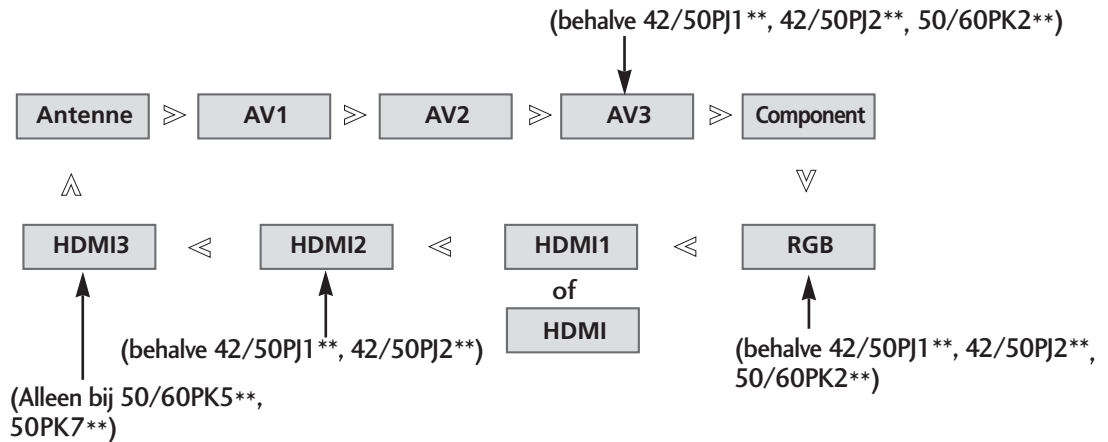 (behalve 42/50PJ1**, 42/50PJ2**, 50/60PK2**)
Antenne
AV1
AV2
AV3
Component
HDMI3
HDMI2
HDMI1
RGB
of
HDMI
(behalve 42/50PJ1**, 42/50PJ2**)
(behalve 42/50PJ1**, 42/50PJ2**,
50/60PK2**)
(Alleen bij 50/60PK5**,
50PK7**)